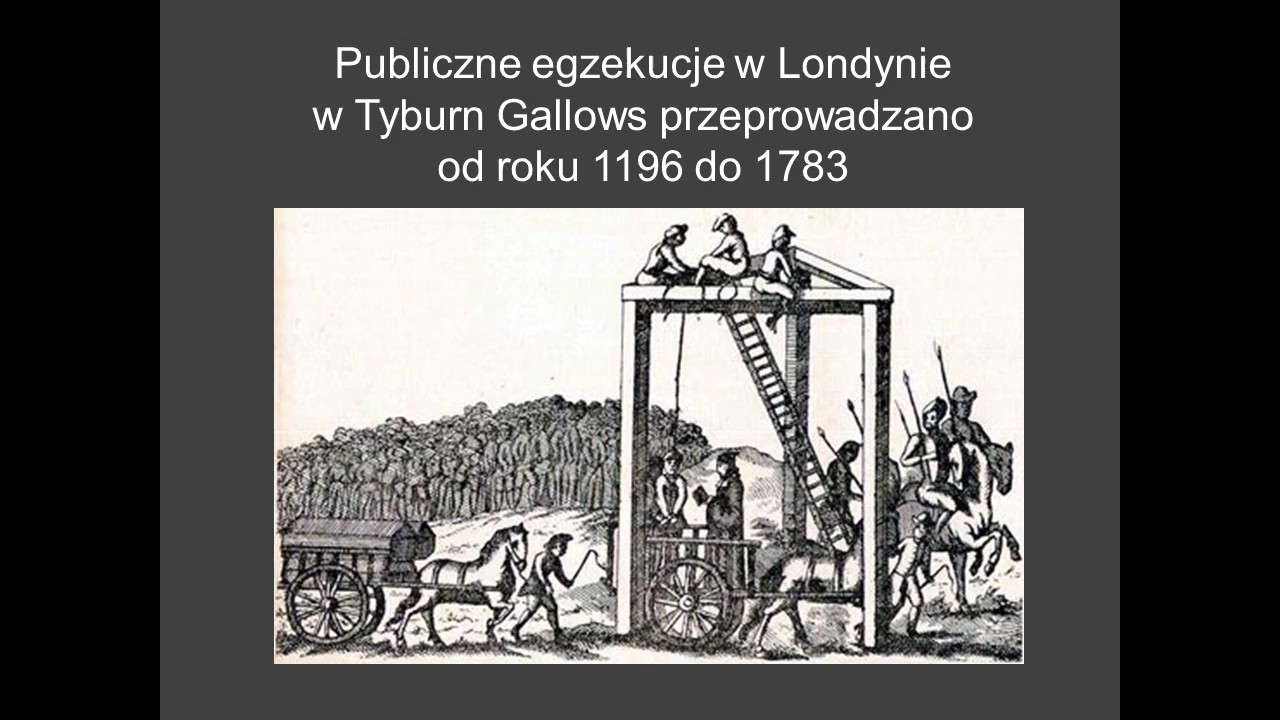 Publiczne egzekucje w Londynie
w Tyburn Gallows przeprowadzano
od roku 1196 do 1783